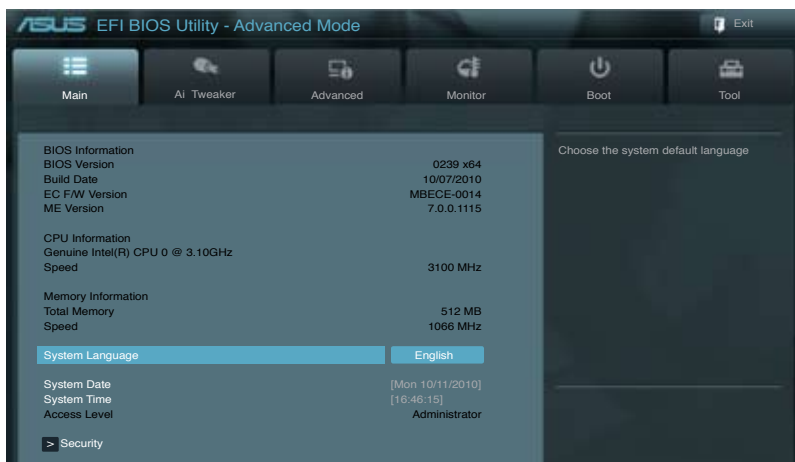 ASUS EFI BIOS Utility - Advanced Mode
Exit
Main
Ai Tweaker
Advanced
Monitor
Boot
Tool
BIOS Information
BIOS Version 0239 x64
Build Date 10/07/2010
EC F/W Version MBECE-0014
ME Version 7.0.0.1115
CPU Information
Genuine Intel(R) CPU 0 @ 3.10GHz
Speed 3100 MHz
Memory Information
Total Memory 512 MB
Speed 1066 MHz
System Language English
System Date [Mon 10/11/2010]
System Time [16:46:15]
Access Level Administrator
> Security
Choose the system default language